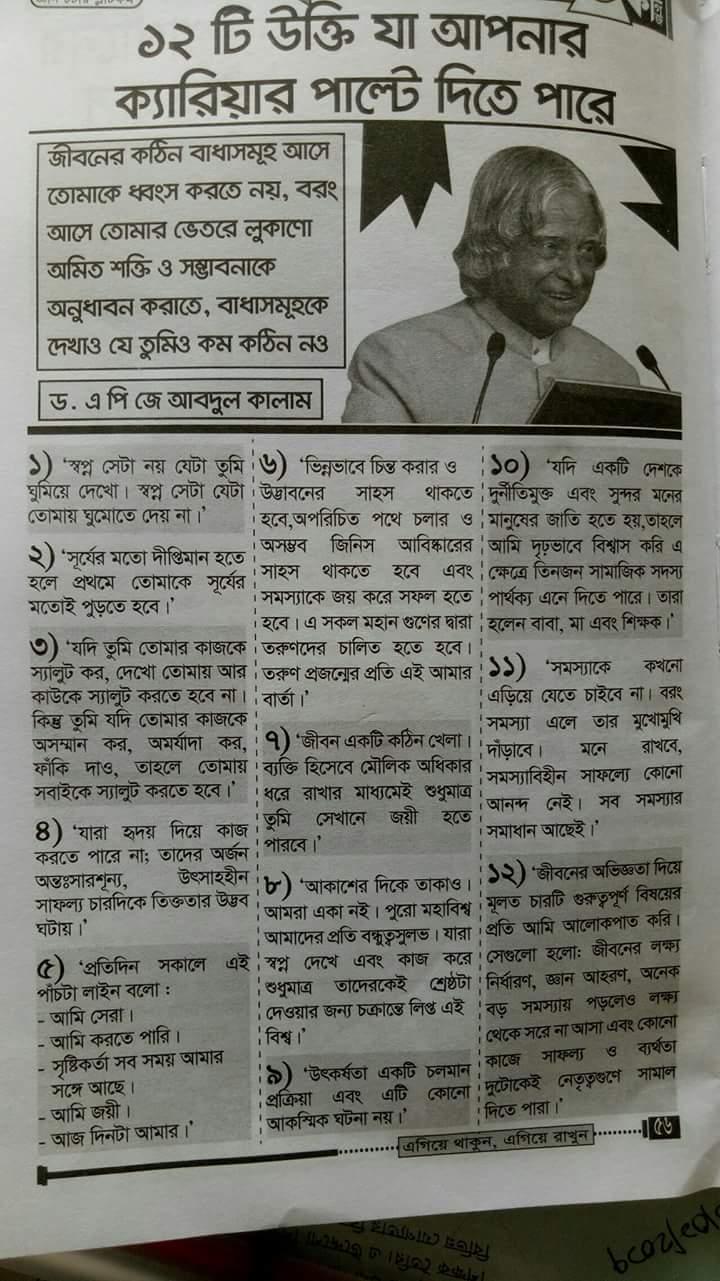 ১২ টি উক্তি যা আপনার
ক্যারিয়ার পাল্টে দিতে পারে
জীবনের কঠিন বাধাসমূহ আসে
তোমাকে ধ্বংস করতে নয়, বরং
আসে তোমার ভেতরে লুকাণো
অমিত শক্তি ও সম্ভাবনাকে
অনুধাবন করাতে, বাধাসমূহকে
দেখাও যে তুমিও কম কঠিন নও
ড. এ পি জে আবদুল কালাম
১) ‘স্বপ্ন সেটা নয় যেটা তুমি
ঘুমিয়ে দেখো। স্বপ্ন সেটা যেটা
তোমায় ঘুমোতে দেয় না।’
২) ‘সূর্যের মতো দীপ্তিমান হতে
হলে প্রথমে তোমাকে সূর্যের
মতোই পুড়তে হবে।’
৩) ‘যদি তুমি তোমার কাজকে
স্যালুট কর, দেখো তোমায় আর
কাউকে স্যালুট করতে হবে না।
কিন্তু তুমি যদি তোমার কাজকে
অসম্মান কর, অমর্যাদা কর,
ফাঁকি দাও, তাহলে তোমায়
সবাইকে স্যালুট করতে হবে।’
৪) ‘যারা হৃদয় দিয়ে কাজ
করতে পারে না; তাদের অর্জন
অন্তঃসারশূন্য, উৎসাহহীন
সাফল্য চারদিকে তিক্ততার উদ্ভব
ঘটায়।’
৫) ‘প্রতিদিন সকালে এই
পাঁচটা লাইন বলো :
- আমি সেরা।
- আমি করতে পারি।
- সৃষ্টিকর্তা সব সময় আমার
সঙ্গে আছে।
- আমি জয়ী।
- আজ দিনটা আমার।’
৬) ‘ভিন্নভাবে চিন্ত করার ও
উদ্ভাবনের সাহস থাকতে
হবে,অপরিচিত পথে চলার ও
অসম্ভব জিনিস আবিষ্কারের
সাহস থাকতে হবে এবং
সমস্যাকে জয় করে সফল হতে
হবে। এ সকল মহান গুণের দ্বারা
তরুণদের চালিত হতে হবে।
তরুণ প্রজন্মের প্রতি এই আমার
বার্তা।’
৭) ‘জীবন একটি কঠিন খেলা।
ব্যক্তি হিসেবে মৌলিক অধিকার
ধরে রাখার মাধ্যমেই শুধুমাত্র
তুমি সেখানে জয়ী হতে
পারবে।’
৮) ‘আকাশের দিকে তাকাও।
আমরা একা নই। পুরো মহাবিশ্ব
আমাদের প্রতি বন্ধুত্বসুলভ। যারা
স্বপ্ন দেখে এবং কাজ করে
শুধুমাত্র তাদেরকেই শ্রেষ্ঠটা
দেওয়ার জন্য চক্রান্তে লিপ্ত এই
বিশ্ব।’
৯) ‘উৎকর্ষতা একটি চলমান
প্রক্রিয়া এবং এটি কোনো
আকস্মিক ঘটনা নয়।’
১০) ‘যদি একটি দেশকে
দুর্নীতিমুক্ত এবং সুন্দর মনের
মানুষের জাতি হতে হয়,তাহলে
আমি দৃঢ়ভাবে বিশ্বাস করি এ
ক্ষেত্রে তিনজন সামাজিক সদস্য
পার্থক্য এনে দিতে পারে। তারা
হলেন বাবা, মা এবং শিক্ষক।’
১১) ‘সমস্যাকে কখনো
এড়িয়ে যেতে চাইবে না। বরং
সমস্যা এলে তার মুখোমুখি
দাঁড়াবে। মনে রাখবে,
সমস্যাবিহীন সাফল্যে কোনো
আনন্দ নেই। সব সমস্যার
সমাধান আছেই।’
১২) ‘জীবনের অভিজ্ঞতা দিয়ে
মূলত চারটি গুরুত্বপূর্ণ বিষয়ের
প্রতি আমি আলোকপাত করি।
সেগুলো হলো: জীবনের লক্ষ্য
নির্ধারণ, জ্ঞান আহরণ, অনেক
বড় সমস্যায় পড়লেও লক্ষ্য
থেকে সরে না আসা এবং কোনো
কাজে সাফল্য ও ব্যর্থতা
দুটোকেই নেতৃত্বগুণে সামাল
দিতে পারা।’
এগিয়ে থাকুন, এগিয়ে রাখুন
৫৬